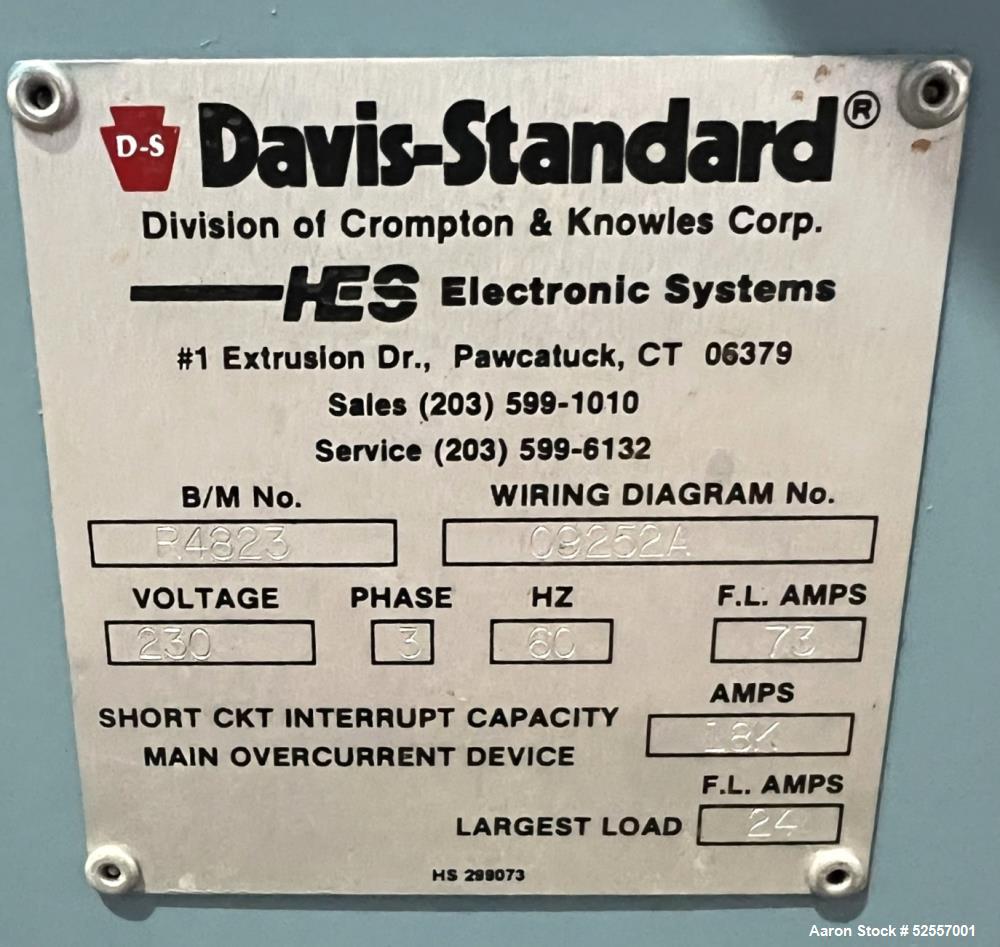 D-S Davis-Standard®
Division of Crompton & Knowles Corp.
HES Electronic Systems
#1 Extrusion Dr., Pawcatuck, CT 06379
Sales (203) 599-1010
Service (203) 599-6132
B/M No. WIRING DIAGRAM No.
R4823 C9252A
VOLTAGE PHASE HZ F.L. AMPS
230 3 60 73
AMPS
SHORT CKT INTERRUPT CAPACITY 18K
MAIN OVERCURRENT DEVICE
F.L. AMPS
LARGEST LOAD 24
HS 299073
Aaron Stock # 52557001